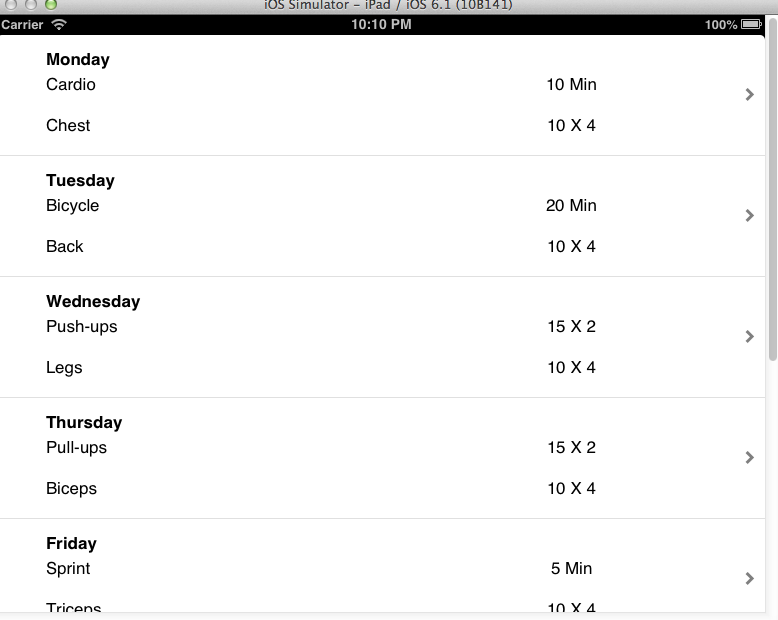 iOS Simulator – iPad / iOS 6.1 (10B141)
Carrier 10:10 PM 100%
Monday
Cardio 10 Min
Chest 10 X 4
Tuesday
Bicycle 20 Min
Back 10 X 4
Wednesday
Push-ups 15 X 2
Legs 10 X 4
Thursday
Pull-ups 15 X 2
Biceps 10 X 4
Friday
Sprint 5 Min
Triceps 10 X 4